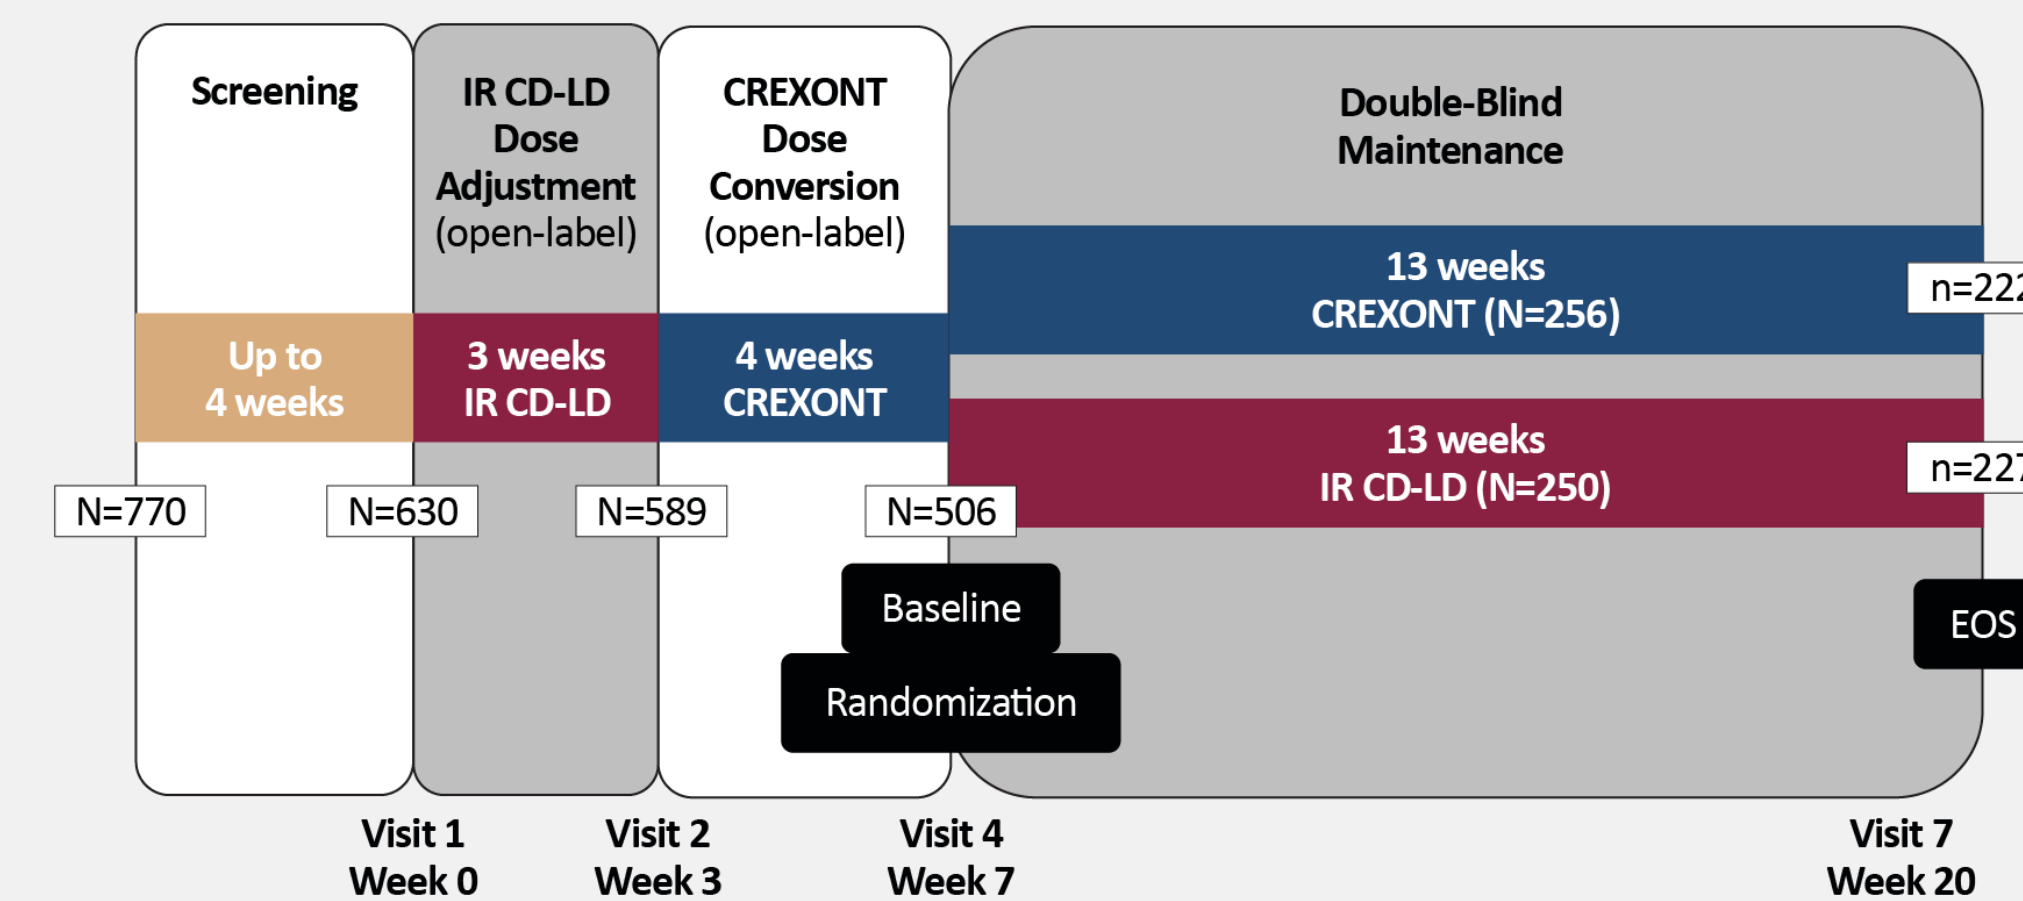 Screening
IR CD-LD
Dose
Adjustment
(open-label)
CREXONT
Dose
Conversion
(open-label)
Double-Blind
Maintenance
Up to
4 weeks
3 weeks
IR CD-LD
4 weeks
CREXONT
13 weeks
CREXONT (N=256)
n=222
13 weeks
IR CD-LD (N=250)
n=227
N=770
N=630
N=589
N=506
Baseline
Randomization
EOS
Visit 1
Week 0
Visit 2
Week 3
Visit 4
Week 7
Visit 7
Week 20